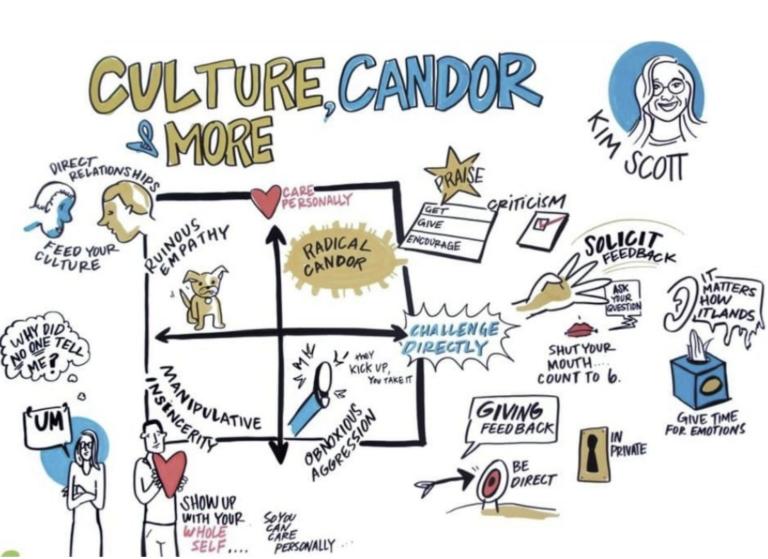 CULTURE, CANDOR
& MORE
KIM SCOTT
DIRECT
RELATIONSHIPS
FEED YOUR
CULTURE
CARE
PERSONALLY
RUINOUS
EMPATHY
RADICAL
CANDOR
PRAISE
CRITICISM
GET
GIVE
ENCOURAGE
SOLICIT
FEEDBACK
ASK
YOUR
QUESTION
IT
MATTERS
HOW
IT LANDS
CHALLENGE
DIRECTLY
SHUT YOUR
MOUTH....
COUNT TO 6.
GIVE TIME
FOR EMOTIONS
WHY DID
NO ONE TELL
ME?
"UM"
MANIPULATIVE
INSINCERITY
THEY
KICK UP,
YOU TAKE IT
OBNOXIOUS
AGGRESSION
GIVING
FEEDBACK
BE
DIRECT
IN
PRIVATE
SHOW UP
WITH YOUR
WHOLE
SELF....
SO YOU
CAN
CARE
PERSONALLY...